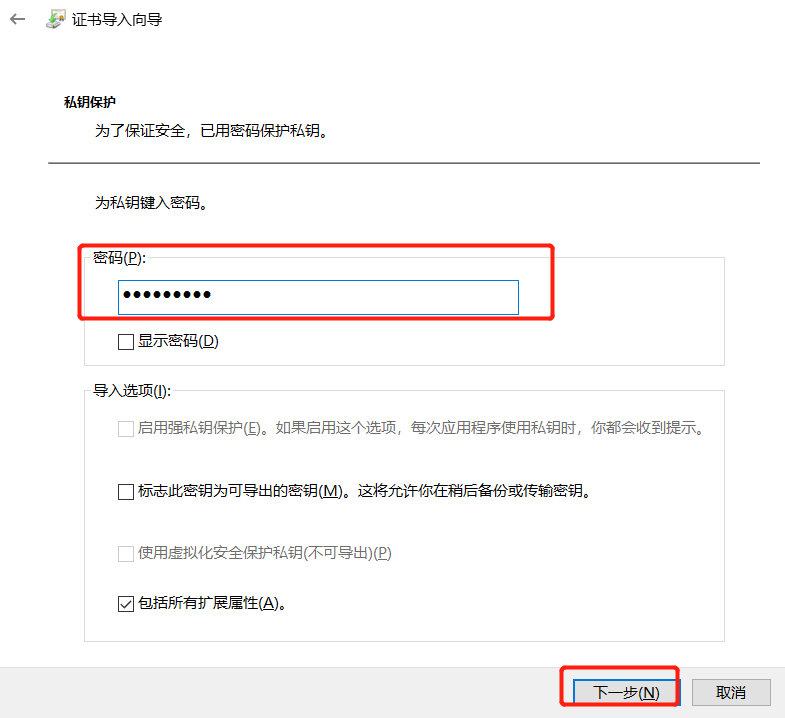 证书导入向导
私钥保护
为了保证安全，已用密码保护私钥。
为私钥键入密码。
密码(P):
●●●●●●●●●
显示密码(D)
导入选项(I):
启用强私钥保护(E)。如果启用这个选项，每次应用程序使用私钥时，你都会收到提示。
标志此密钥为可导出的密钥(M)。这将允许你在稍后备份或传输密钥。
使用虚拟化安全保护私钥(不可导出)(P)
包括所有扩展属性(A)。
下一步(N)
取消